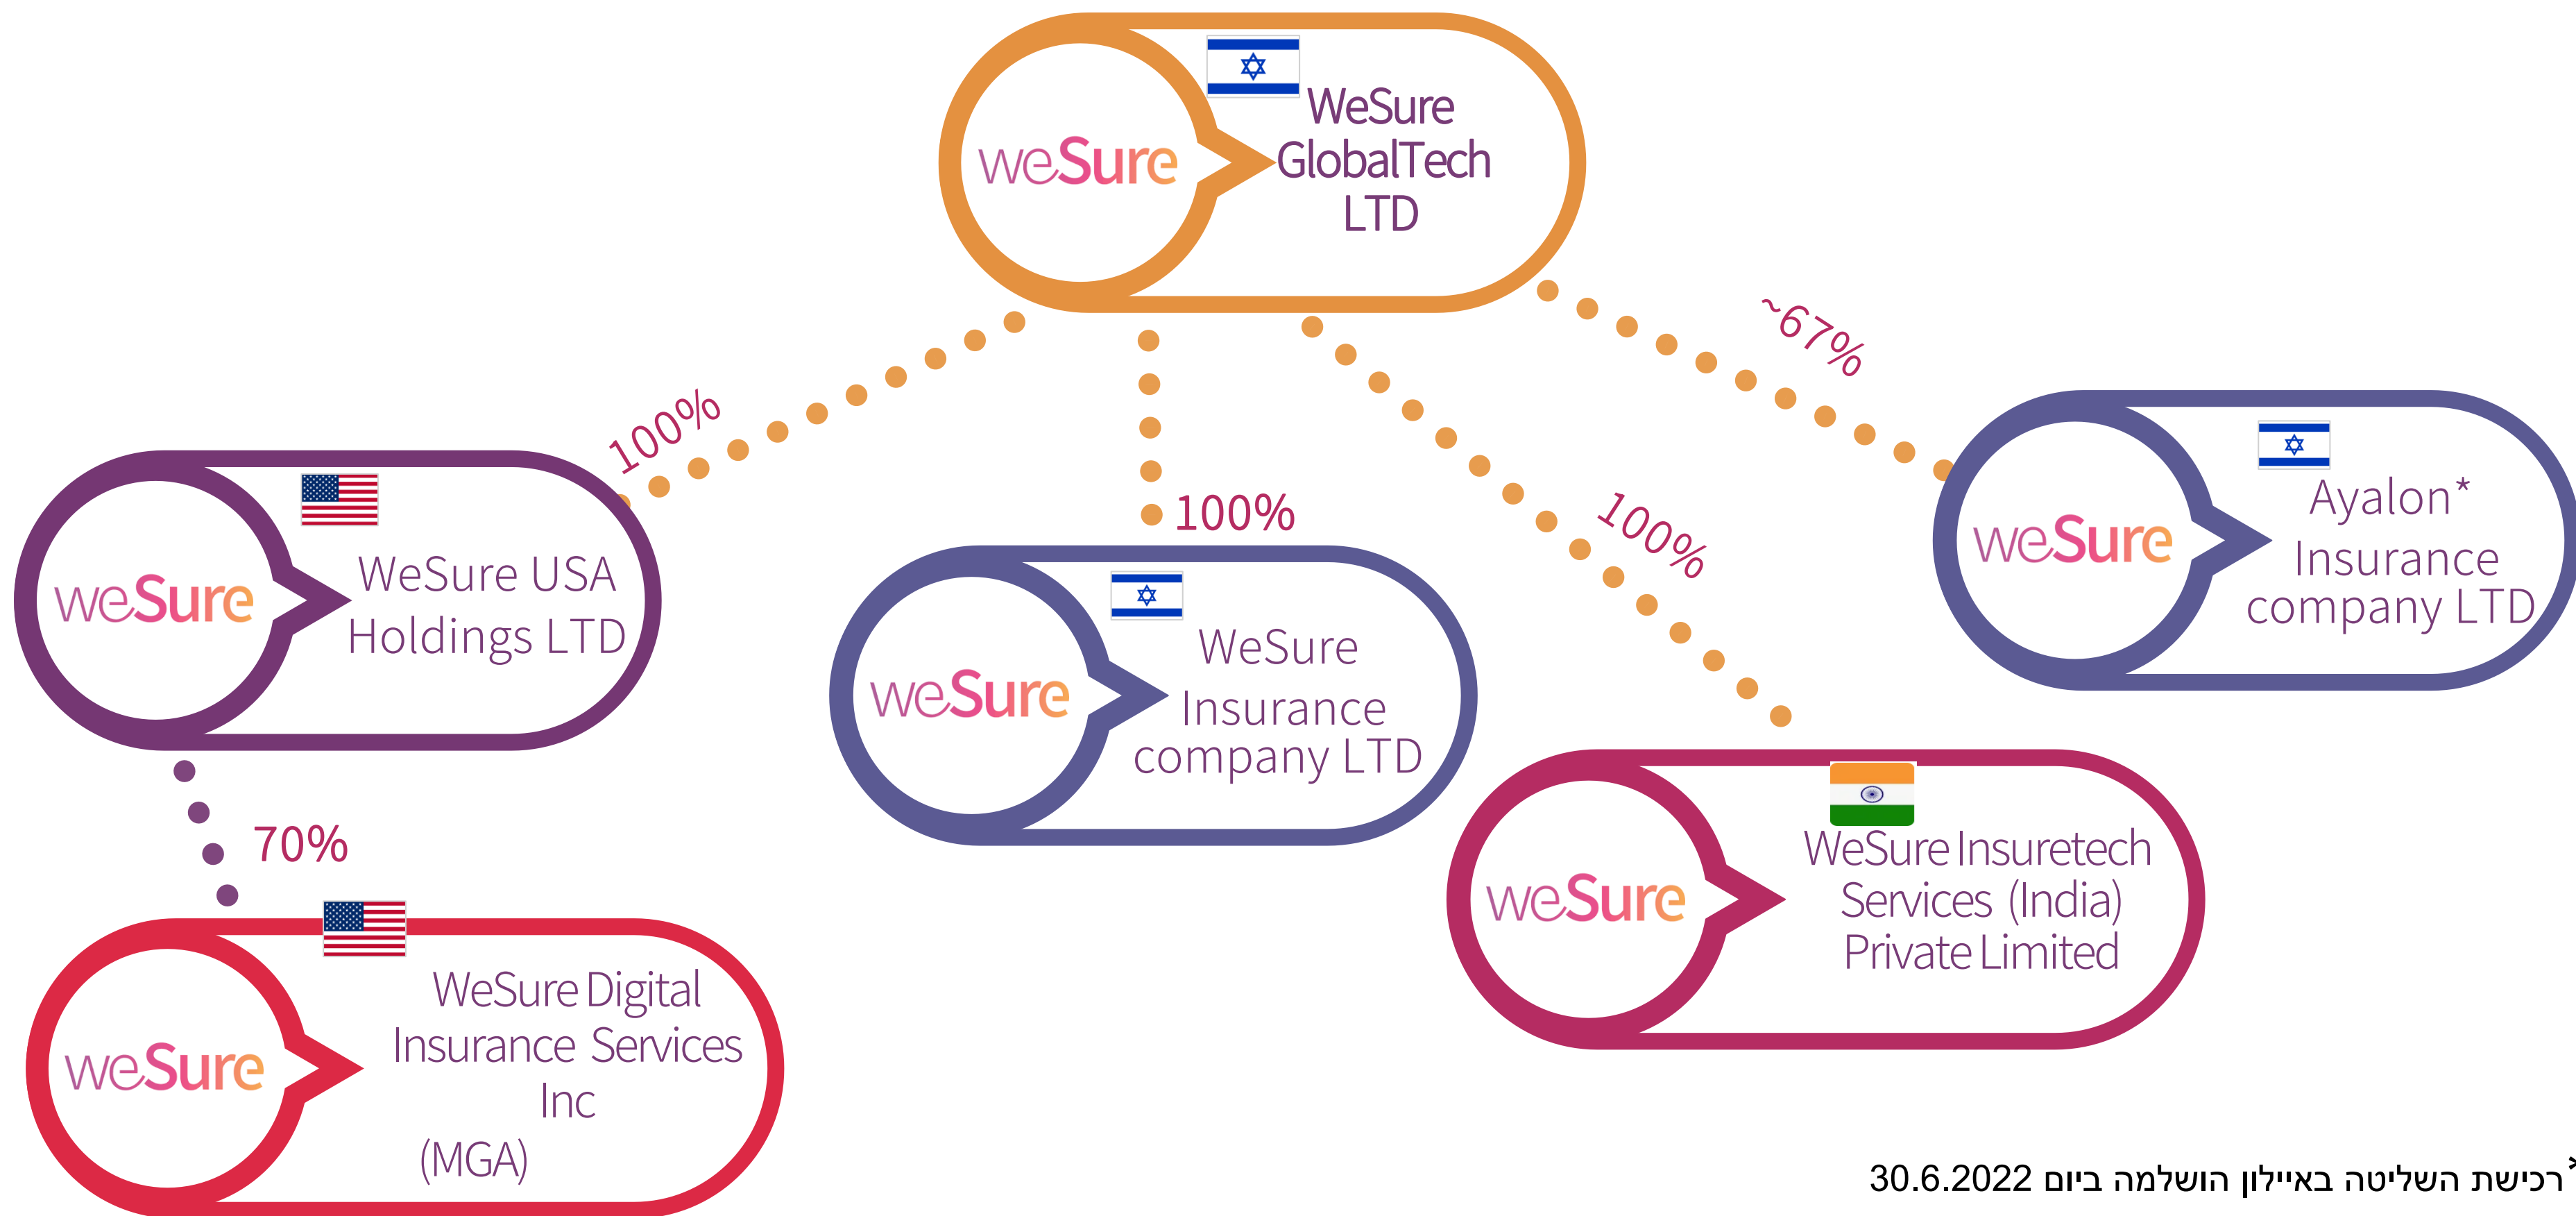 weSure
WeSure
GlobalTech
LTD
~67%
100%
100%
100%
weSure
WeSure USA
Holdings LTD
weSure
WeSure
Insurance
company LTD
weSure
Ayalon*
Insurance
company LTD
70%
weSure
WeSure Insuretech
Services (India)
Private Limited
weSure
WeSure Digital
Insurance Services
Inc
(MGA)
*רכישת השליטה באיילון הושלמה ביום 30.6.2022